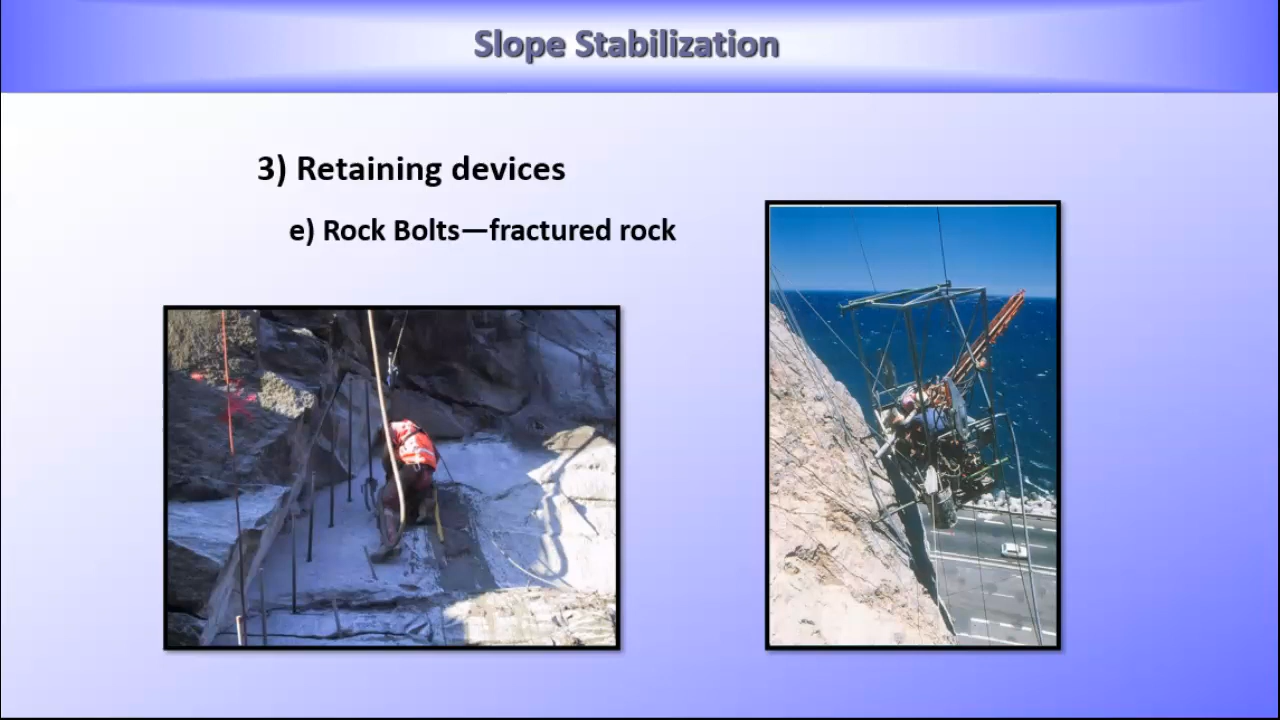 Slope Stabilization
3) Retaining devices
e) Rock Bolts—fractured rock